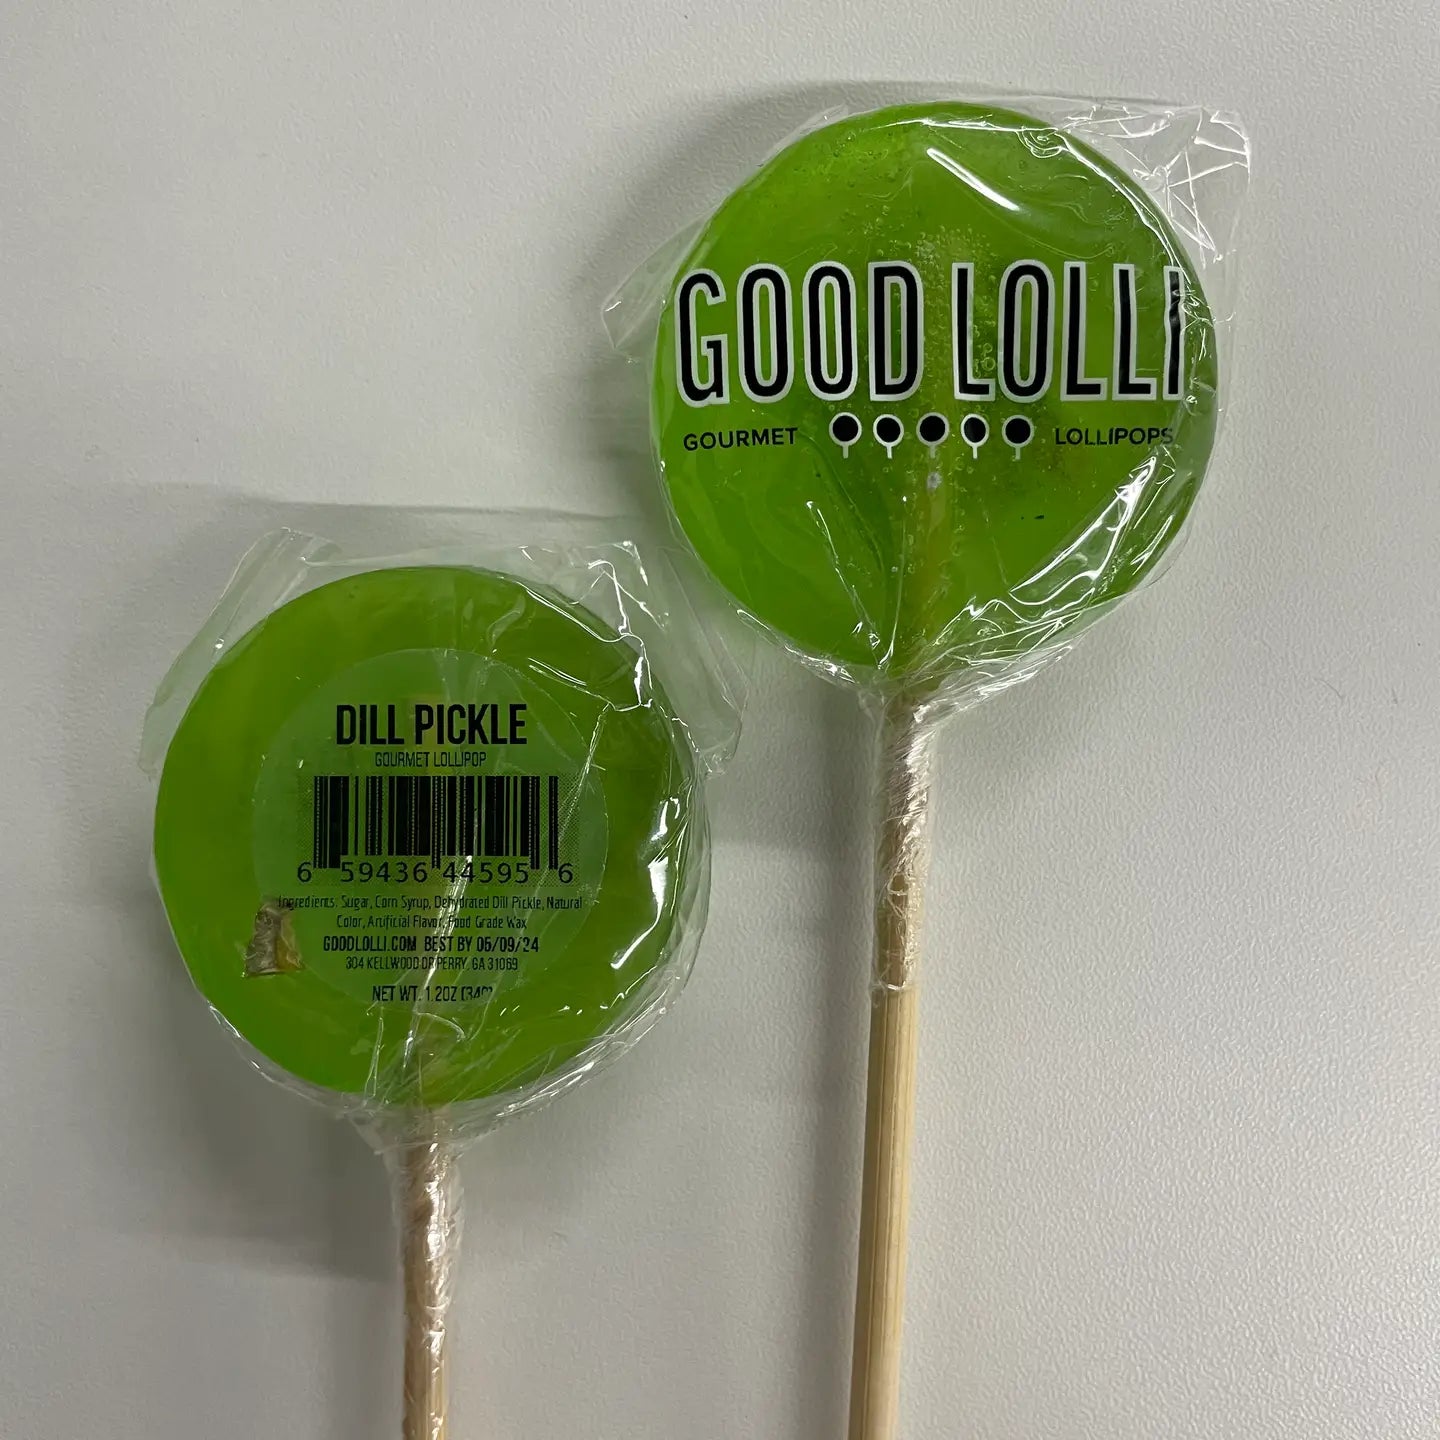 GOOD LOLLI
GOURMET LOLLIPOPS
DILL PICKLE
GOURMET LOLLIPOP
6 59436 44595 6
Ingredients: Sugar, Corn Syrup, Dehydrated Dill Pickle, Natural
Color, Artificial Flavor, Food Grade Wax
GOODLOLLI.COM BEST BY 06/09/24
304 KELLWOOD DR PERRY, GA 31069
NET WT. 1.2OZ (34G)